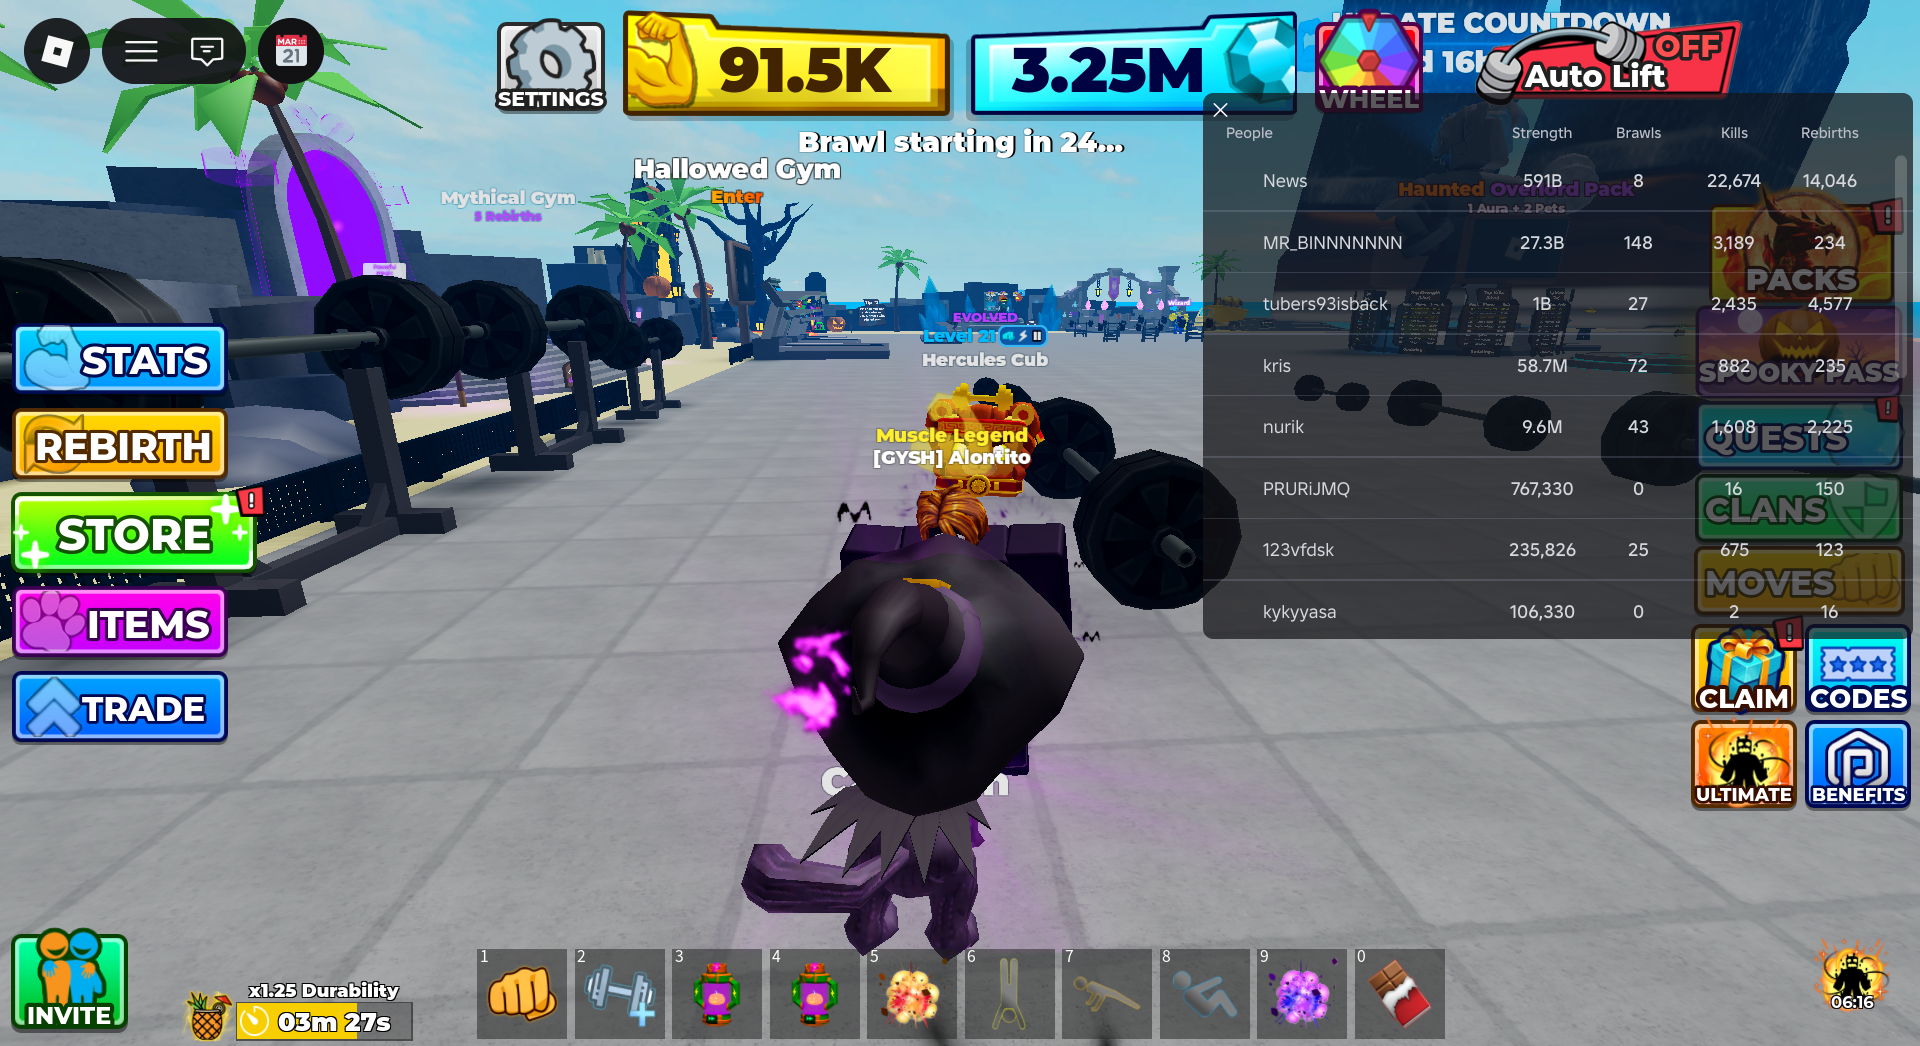 MAR
21
SETTINGS
91.5K
3.25M
WHEEL
COUNTDOWN
OFF
Auto Lift
Brawl starting in 24...
Hallowed Gym
Enter
Mythical Gym
5 Rebirths
People Strength Brawls Kills Rebirths
News 591B 8 22,674 14,046
Haunted Overlord Pack
1 Aura + 2 Pets
MR_BINNNNNNN 27.3B 148 3,189 234
PACKS
tubers93isback 1B 27 2,435 4,577
kris 58.7M 72 882 235
SPOOKY PASS
nurik 9.6M 43 1,608 2,225
QUESTS
PRURiJMQ 767,330 0 16 150
CLANS
123vfdsk 235,826 25 675 123
MOVES
kykyyasa 106,330 0 2 16
Wizard
EVOLVED
Level 21
Hercules Cub
Muscle Legend
[GYSH] Alontito
STATS
REBIRTH
STORE
ITEMS
TRADE
CLAIM
CODES
ULTIMATE
BENEFITS
INVITE
x1.25 Durability
03m 27s
1 2 3 4 5 6 7 8 9 0
06:16